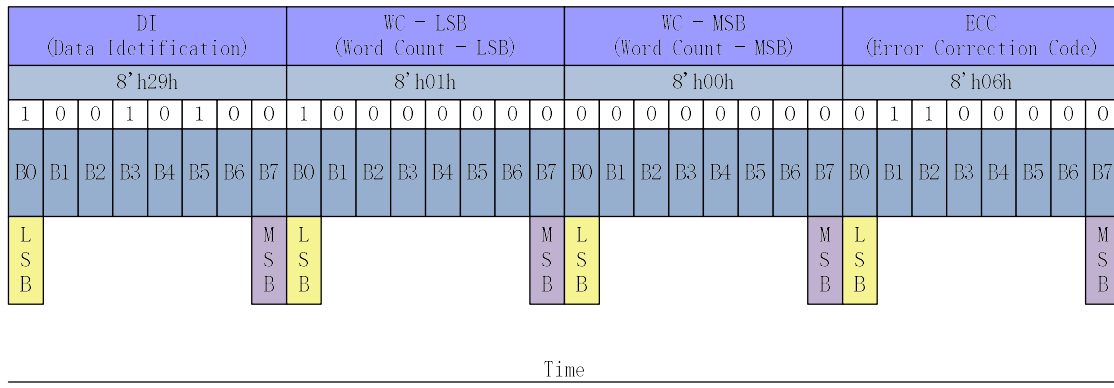 DI WC - LSB WC - MSB ECC
(Data Idetification) (Word Count - LSB) (Word Count - MSB) (Error Correction Code)
8'h29h 8'h01h 8'h00h 8'h06h
1 0 0 1 0 1 0 0 1 0 0 0 0 0 0 0 0 0 0 0 0 0 0 0 0 1 1 0 0 0 0 0
B0 B1 B2 B3 B4 B5 B6 B7 B0 B1 B2 B3 B4 B5 B6 B7 B0 B1 B2 B3 B4 B5 B6 B7 B0 B1 B2 B3 B4 B5 B6 B7
L M L M L M L M
S S S S S S S S
B B B B B B B B
Time